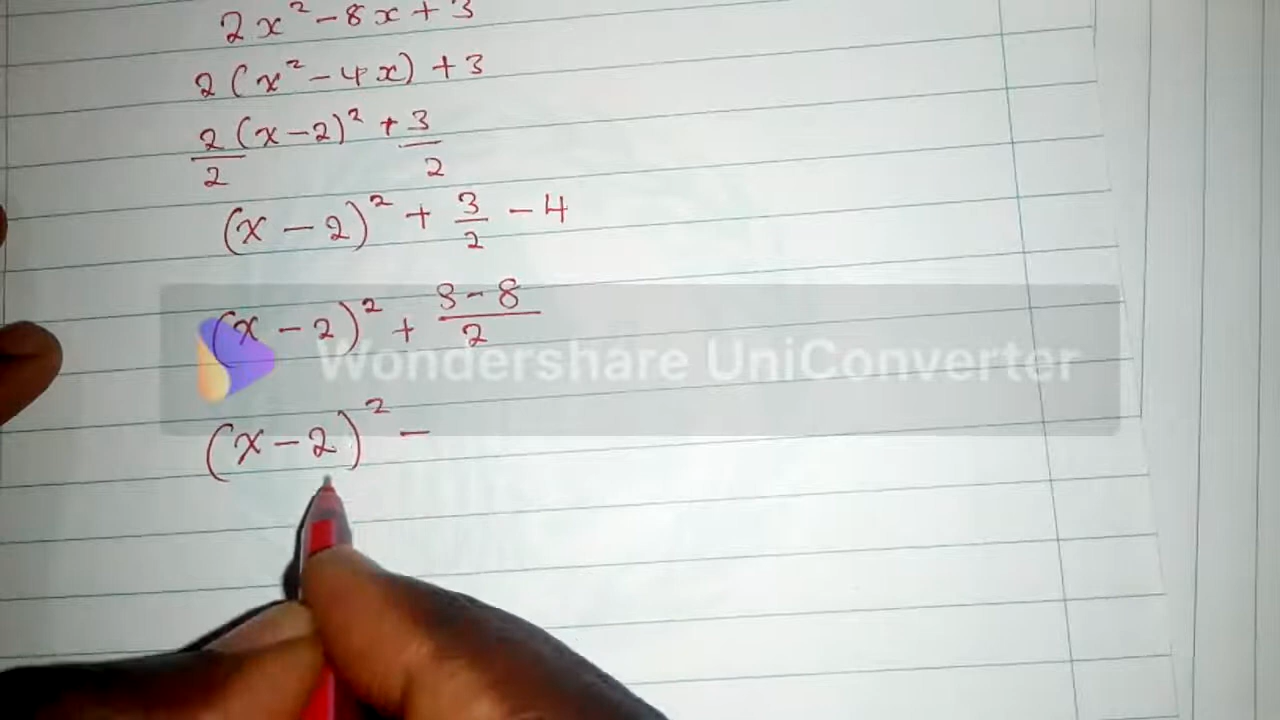 2x² - 8x + 3
2(x² - 4x) + 3
2/2 (x - 2)² + 3/2
(x - 2)² + 3/2 - 4
(x - 2)² + 3-8/2
Wondershare UniConverter
(x - 2)² -